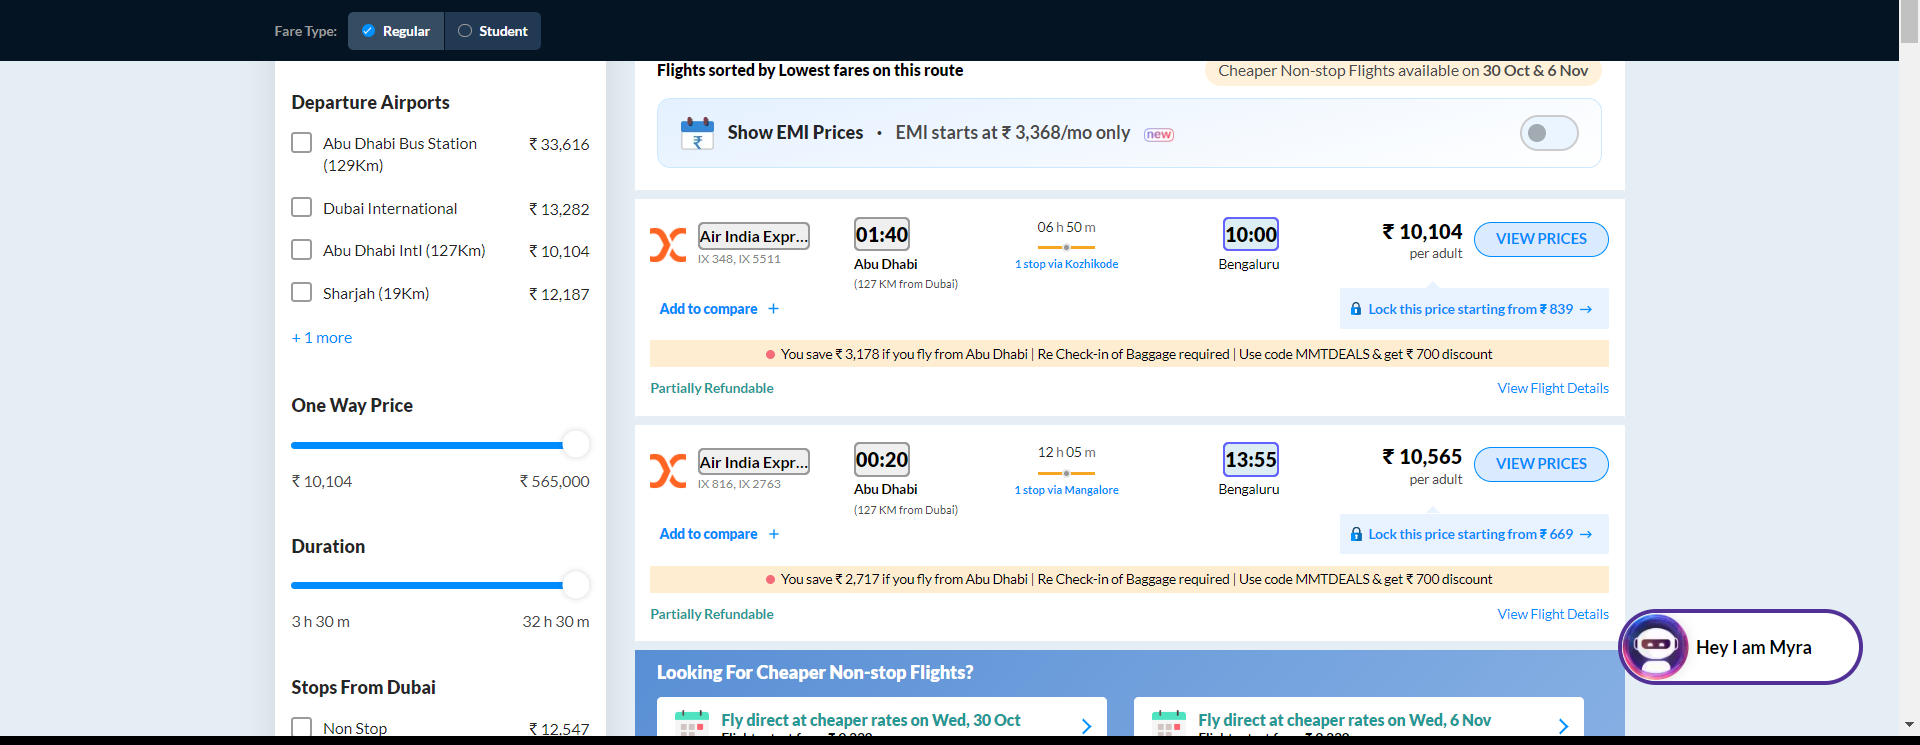 Fare Type: Regular Student
Departure Airports
Abu Dhabi Bus Station (129Km) ₹ 33,616
Dubai International ₹ 13,282
Abu Dhabi Intl (127Km) ₹ 10,104
Sharjah (19Km) ₹ 12,187
+ 1 more
One Way Price
₹ 10,104 ₹ 565,000
Duration
3 h 30 m 32 h 30 m
Stops From Dubai
Non Stop ₹ 12,547
Flights sorted by Lowest fares on this route
Cheaper Non-stop Flights available on 30 Oct & 6 Nov
Show EMI Prices · EMI starts at ₹ 3,368/mo only new
Air India Expr...
IX 348, IX 5511
01:40
Abu Dhabi
(127 KM from Dubai)
06 h 50 m
1 stop via Kozhikode
10:00
Bengaluru
₹ 10,104
per adult
VIEW PRICES
Add to compare +
Lock this price starting from ₹ 839 →
You save ₹ 3,178 if you fly from Abu Dhabi | Re Check-in of Baggage required | Use code MMTDEALS & get ₹ 700 discount
Partially Refundable
View Flight Details
Air India Expr...
IX 816, IX 2763
00:20
Abu Dhabi
(127 KM from Dubai)
12 h 05 m
1 stop via Mangalore
13:55
Bengaluru
₹ 10,565
per adult
VIEW PRICES
Add to compare +
Lock this price starting from ₹ 669 →
You save ₹ 2,717 if you fly from Abu Dhabi | Re Check-in of Baggage required | Use code MMTDEALS & get ₹ 700 discount
Partially Refundable
View Flight Details
Looking For Cheaper Non-stop Flights?
Fly direct at cheaper rates on Wed, 30 Oct
Fly direct at cheaper rates on Wed, 6 Nov
Hey I am Myra